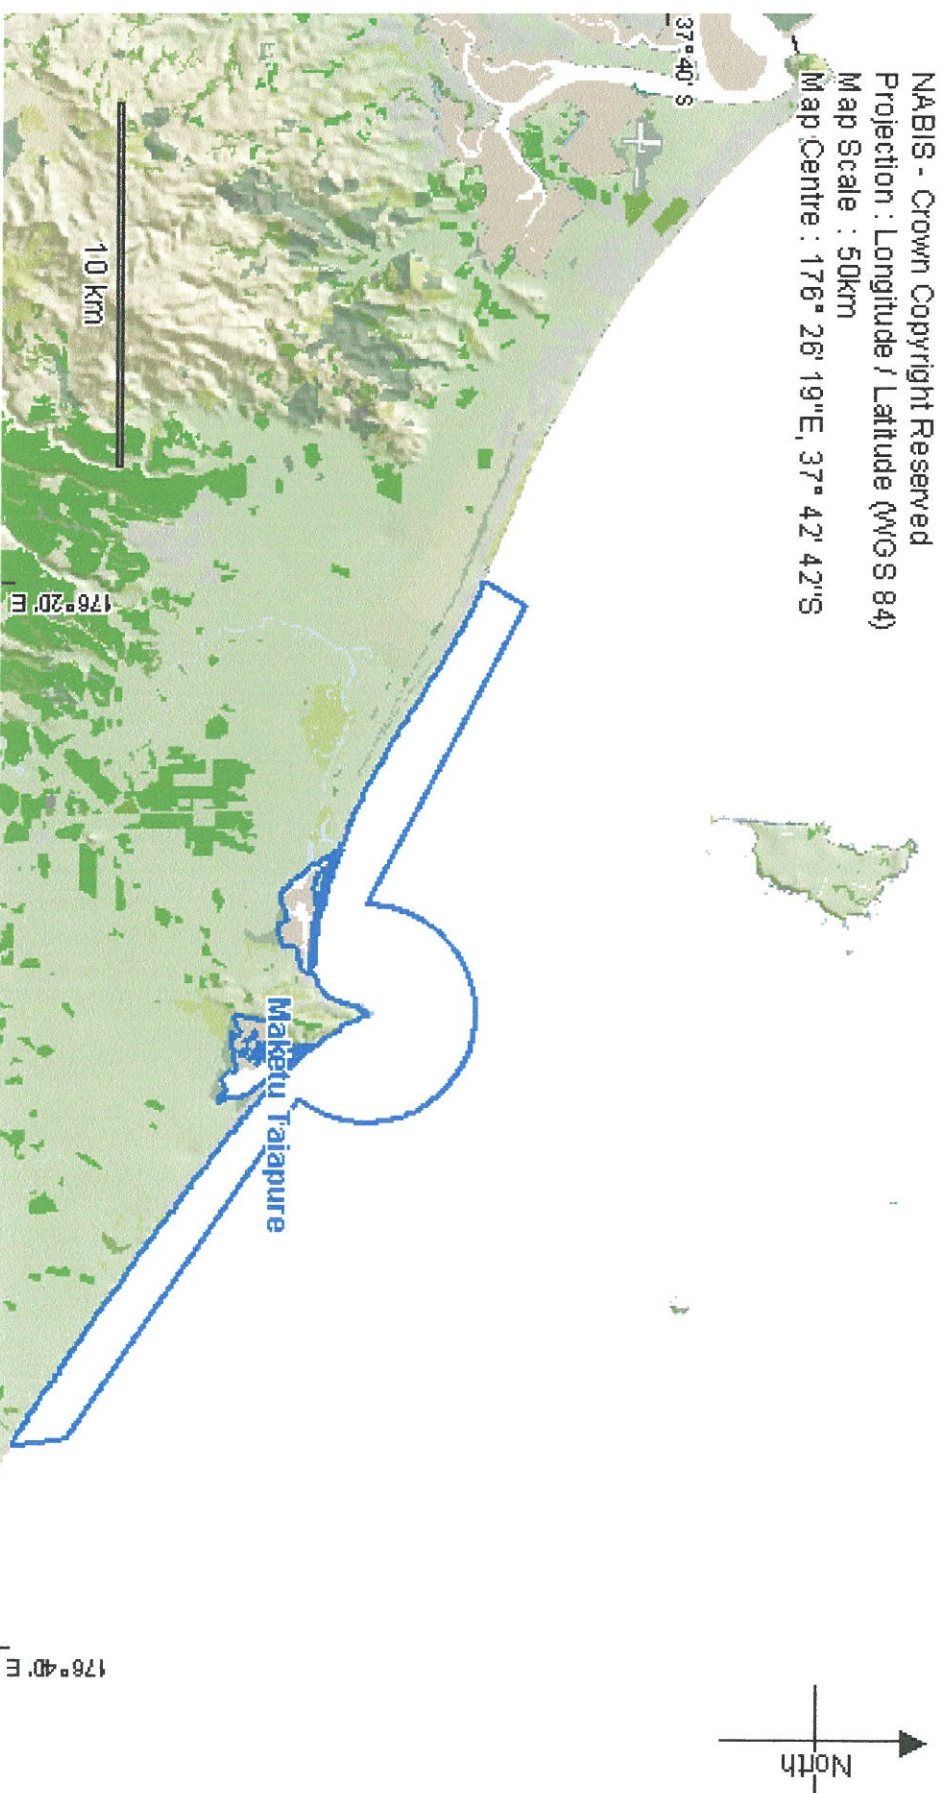 NABIS - Crown Copyright Reserved
Projection : Longitude / Latitude (WGS 84)
Map Scale : 50km
Map Centre : 176° 26' 19"E, 37° 42' 42"S
37° 40' S
10 km
176° 20' E
Maketu Taiapure
176° 40' E
North